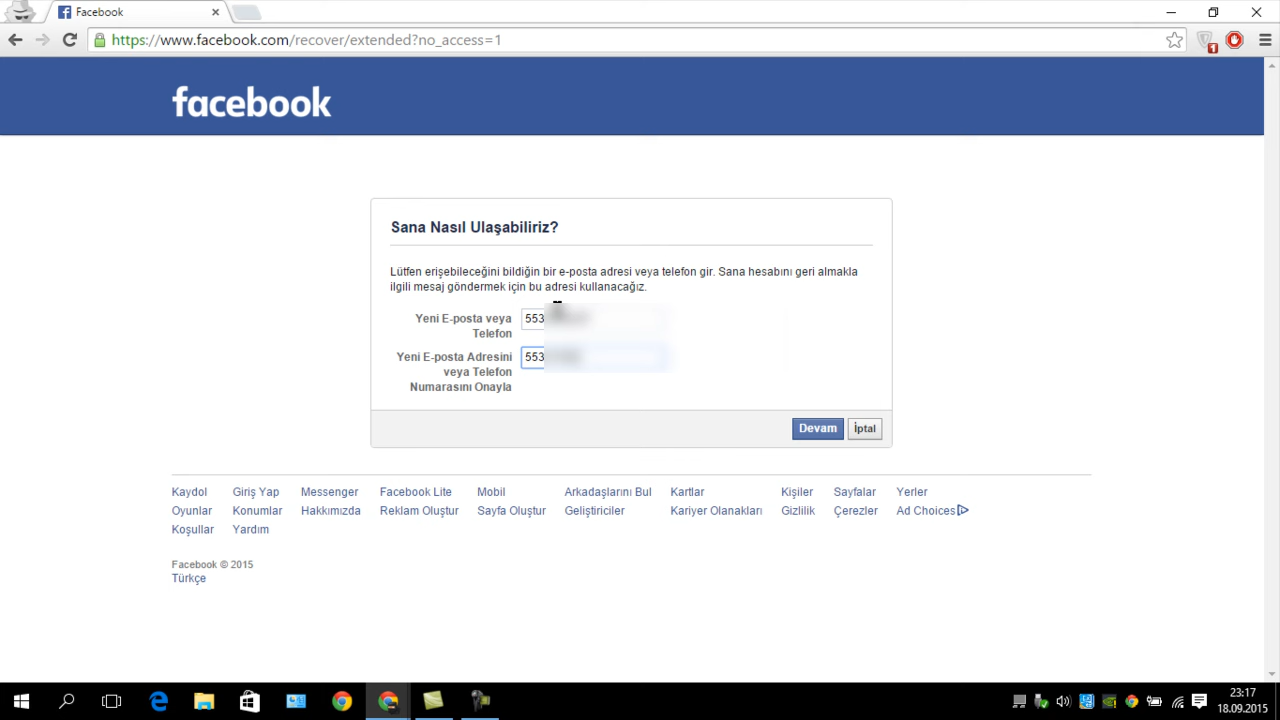 Facebook
https://www.facebook.com/recover/extended?no_access=1
1
facebook
Sana Nasıl Ulaşabiliriz?
Lütfen erişebileceğini bildiğin bir e-posta adresi veya telefon gir. Sana hesabını geri almakla
ilgili mesaj göndermek için bu adresi kullanacağız.
Yeni E-posta veya
Telefon
553
Yeni E-posta Adresini
veya Telefon
Numarasını Onayla
553
Devam İptal
Kaydol Giriş Yap Messenger Facebook Lite Mobil Arkadaşlarını Bul Kartlar Kişiler Sayfalar Yerler
Oyunlar Konumlar Hakkımızda Reklam Oluştur Sayfa Oluştur Geliştiriciler Kariyer Olanakları Gizlilik Çerezler Ad Choices
Koşullar Yardım
Facebook © 2015
Türkçe
23:17
18.09.2015